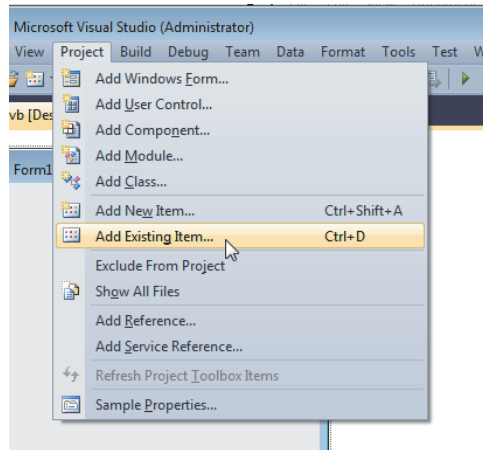 Microsoft Visual Studio (Administrator)
View Project Build Debug Team Data Format Tools Test W
vb [Des
Form1
Add Windows Form...
Add User Control...
Add Component...
Add Module...
Add Class...
Add New Item... Ctrl+Shift+A
Add Existing Item... Ctrl+D
Exclude From Project
Show All Files
Add Reference...
Add Service Reference...
Refresh Project Toolbox Items
Sample Properties...